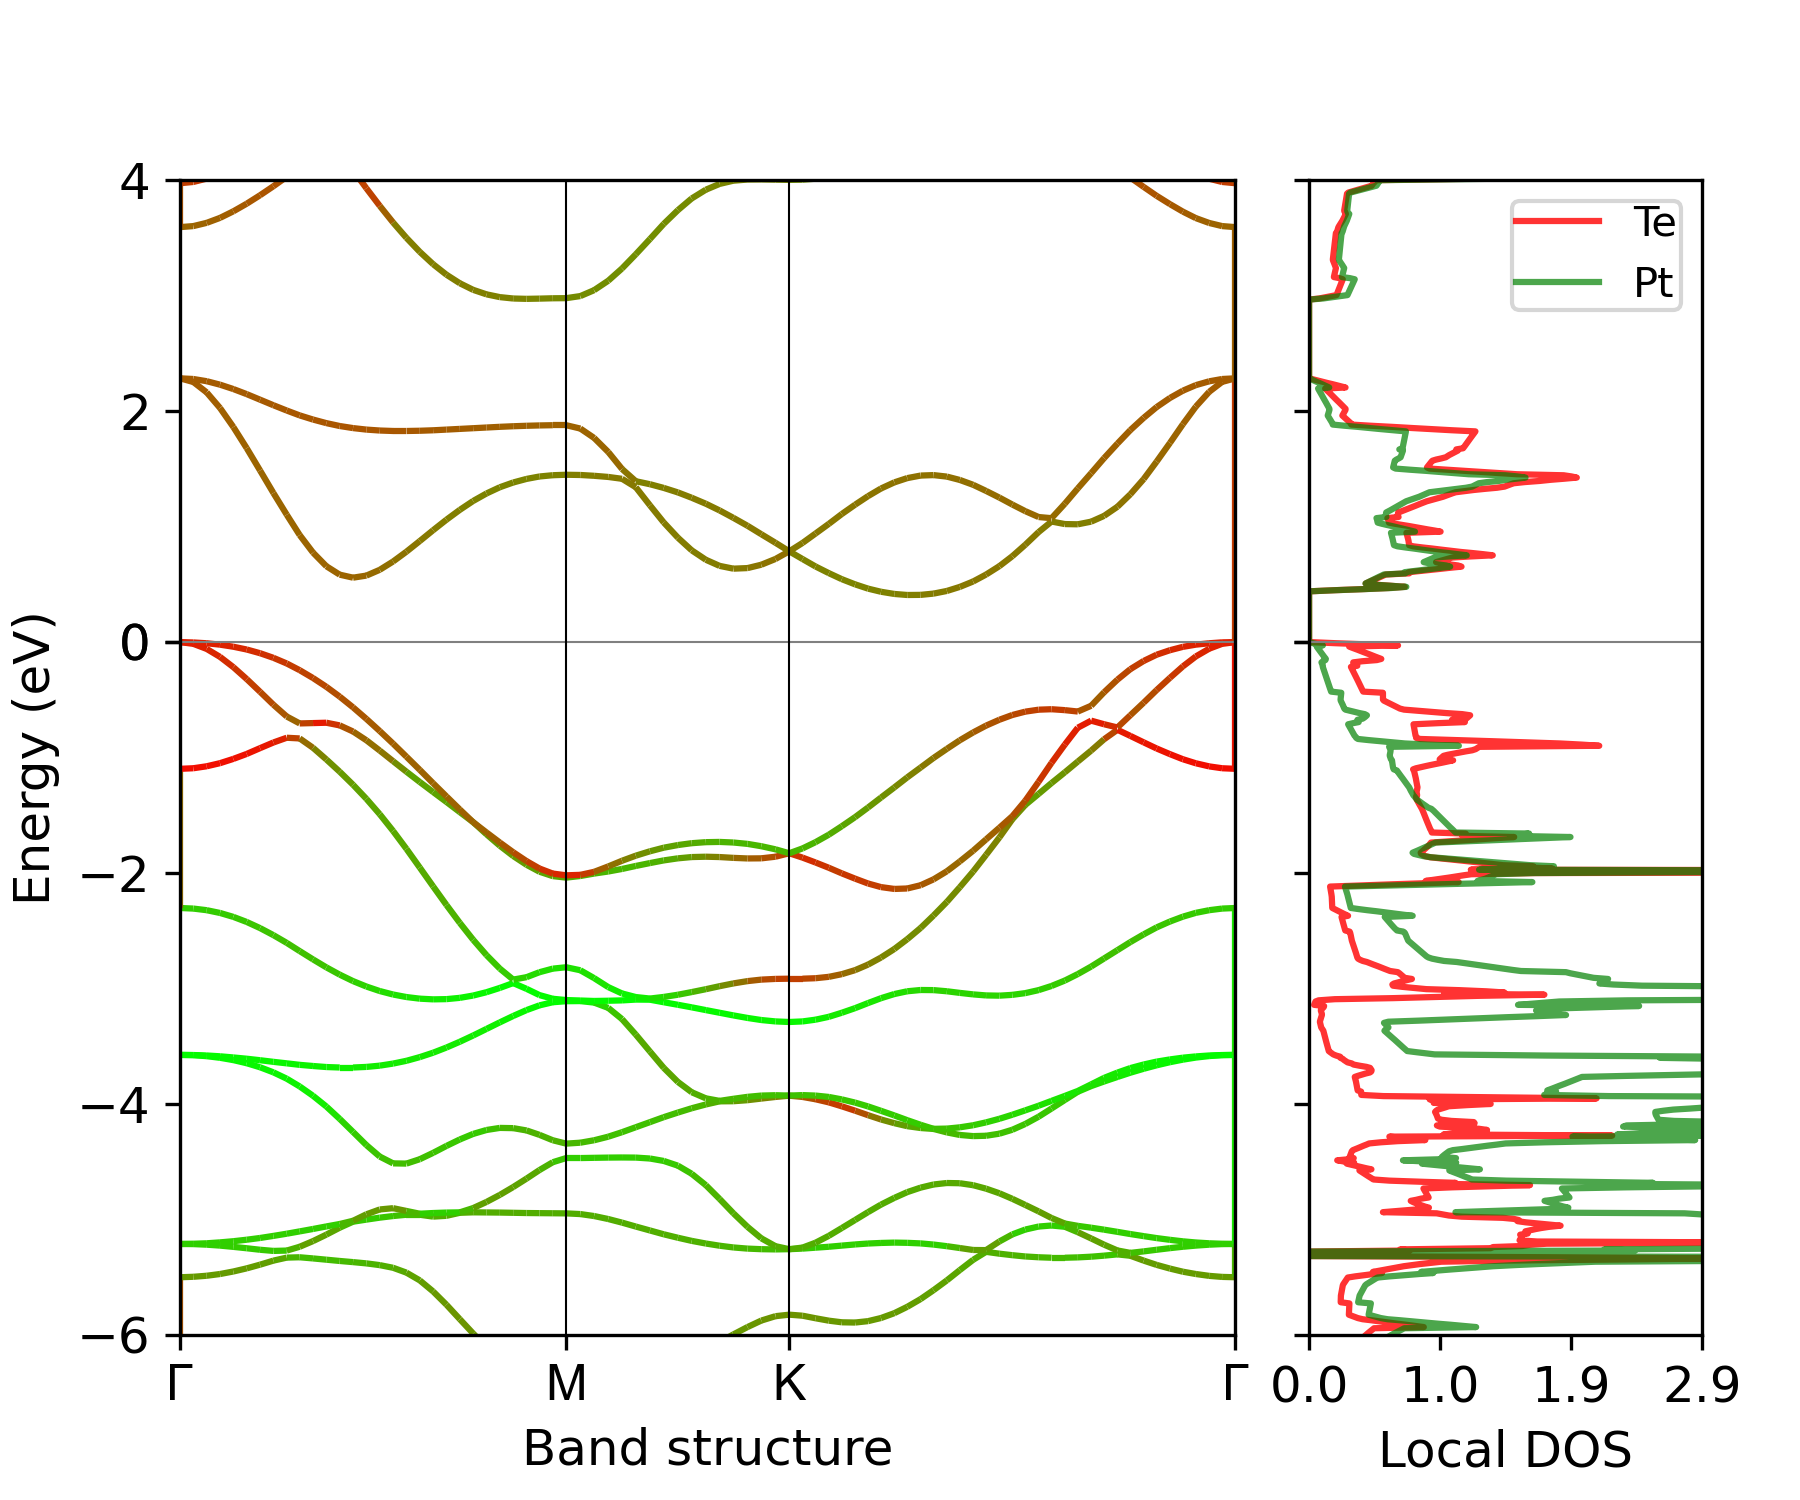 4
2
0
−2
−4
−6
Energy (eV)
Γ
M
K
Γ
Band structure
Te
Pt
0.0
1.0
1.9
2.9
Local DOS